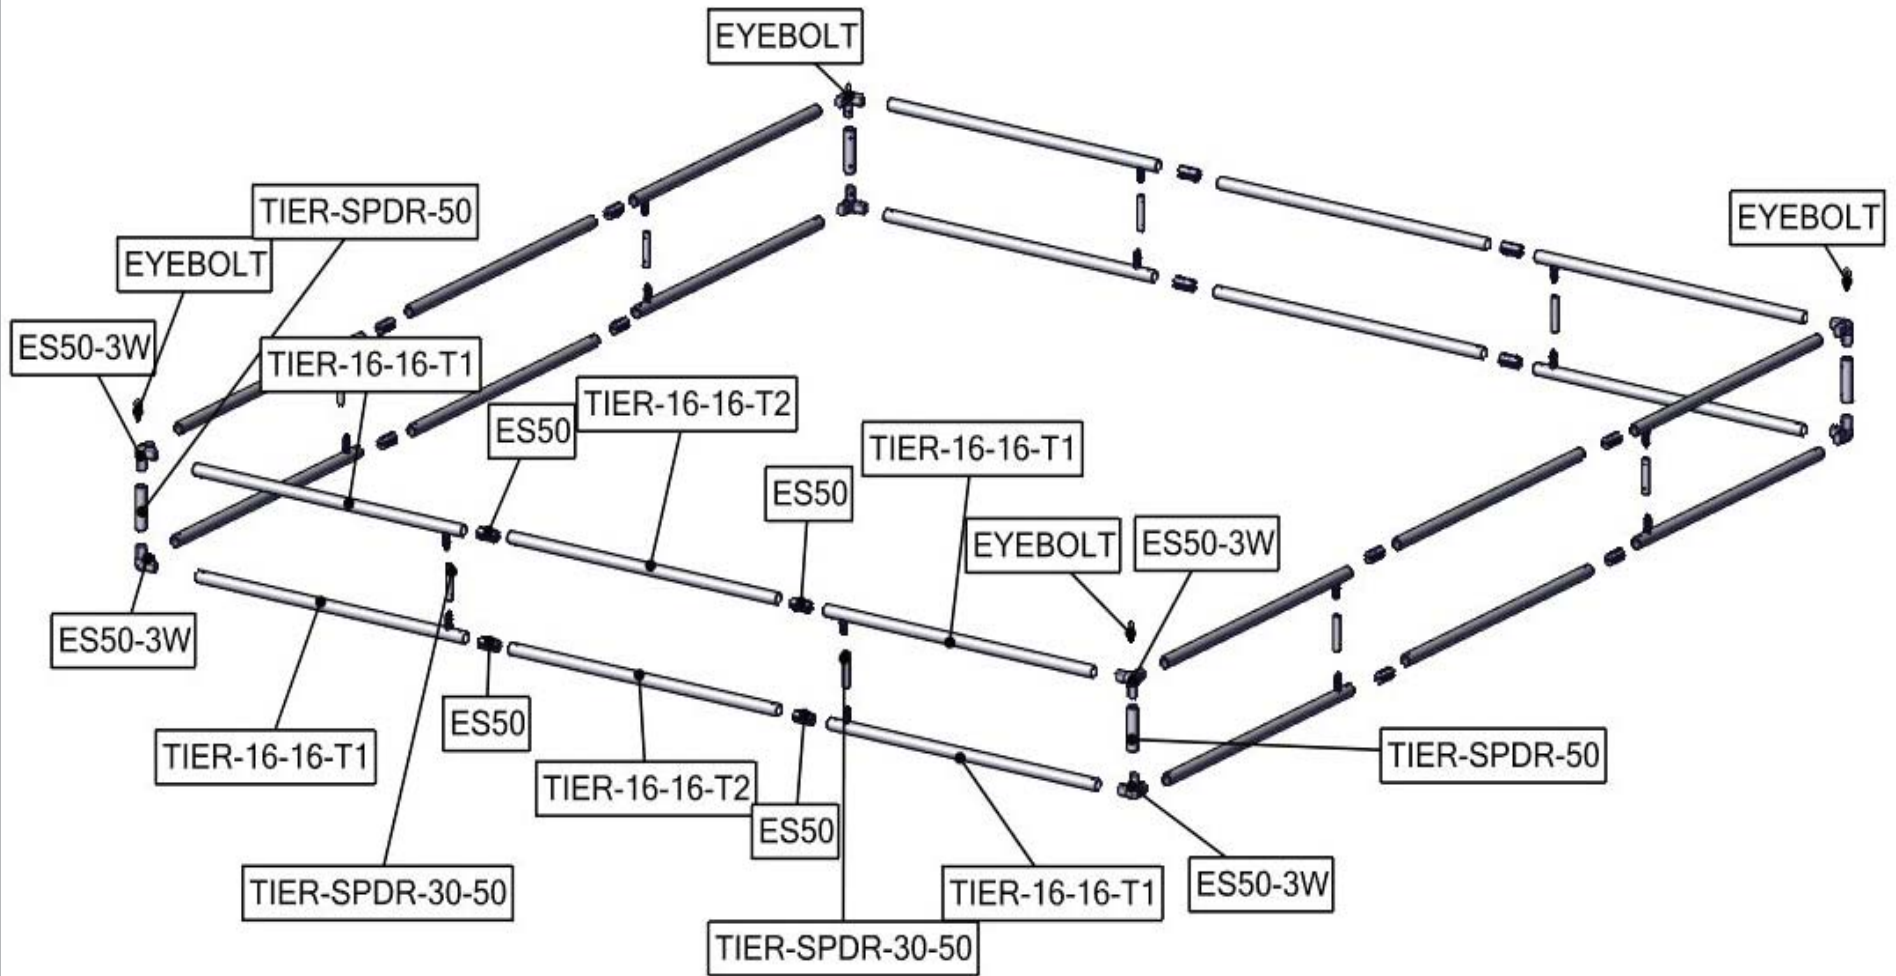 EYEBOLT
TIER-SPDR-50
EYEBOLT
EYEBOLT
ES50-3W
TIER-16-16-T1
TIER-16-16-T2
ES50
TIER-16-16-T1
ES50
EYEBOLT
ES50-3W
ES50-3W
ES50
TIER-16-16-T1
TIER-SPDR-50
TIER-16-16-T2
ES50
TIER-SPDR-30-50
TIER-16-16-T1
ES50-3W
TIER-SPDR-30-50